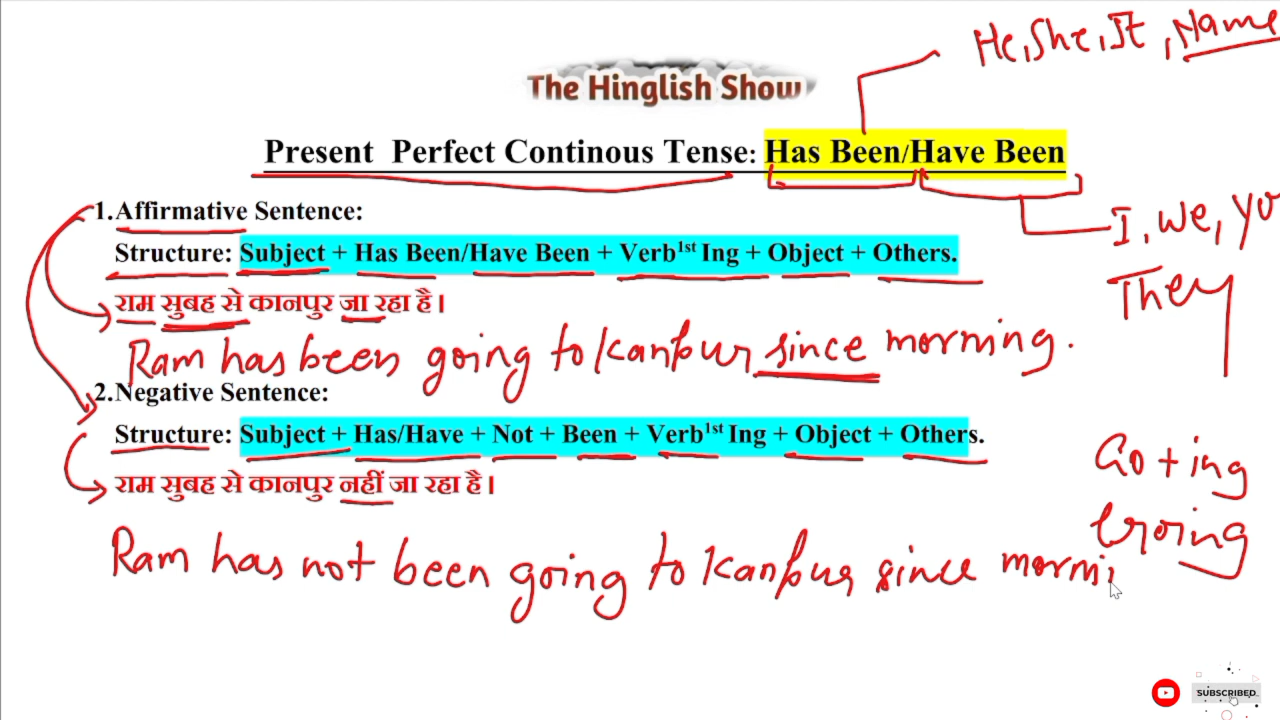 He, She, It, Name
The Hinglish Show
Present Perfect Continous Tense: Has Been/Have Been
1.Affirmative Sentence:
I, we, yo
Structure: Subject + Has Been/Have Been + Verb1st Ing + Object + Others.
They
राम सुबह से कानपुर जा रहा है।
Ram has been going to Kanpur since morning.
2.Negative Sentence:
Structure: Subject + Has/Have + Not + Been + Verb1st Ing + Object + Others.
Go + ing
राम सुबह से कानपुर नहीं जा रहा है।
Going
Ram has not been going to Kanpur since morni
SUBSCRIBED